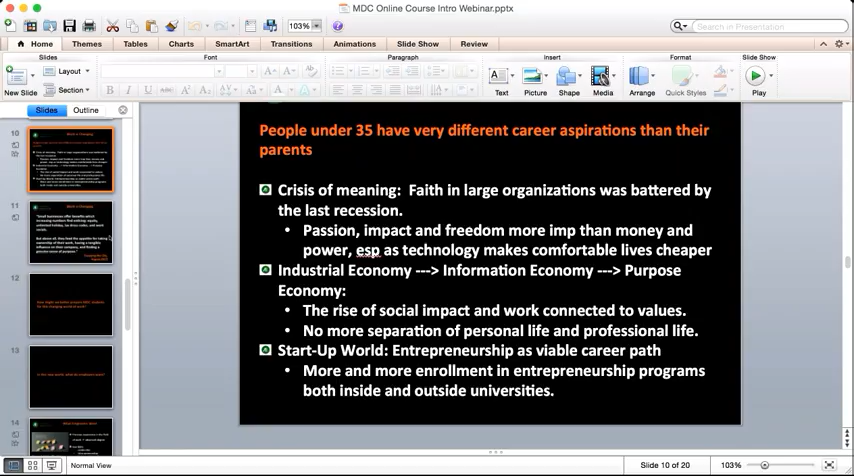 MDC Online Course Intro Webinar.pptx
103%
Search in Presentation
Home Themes Tables Charts SmartArt Transitions Animations Slide Show Review
Slides Font Paragraph Insert Format Slide Show
Layout
Section
New Slide Text Picture Shape Media Arrange Quick Styles Play
Slides Outline
10
11
12
13
14
People under 35 have very different career aspirations than their
parents
Crisis of meaning: Faith in large organizations was battered by
the last recession.
• Passion, impact and freedom more imp than money and
power, esp as technology makes comfortable lives cheaper
Industrial Economy ---> Information Economy ---> Purpose
Economy:
• The rise of social impact and work connected to values.
• No more separation of personal life and professional life.
Start-Up World: Entrepreneurship as viable career path
• More and more enrollment in entrepreneurship programs
both inside and outside universities.
Normal View
Slide 10 of 20
103%